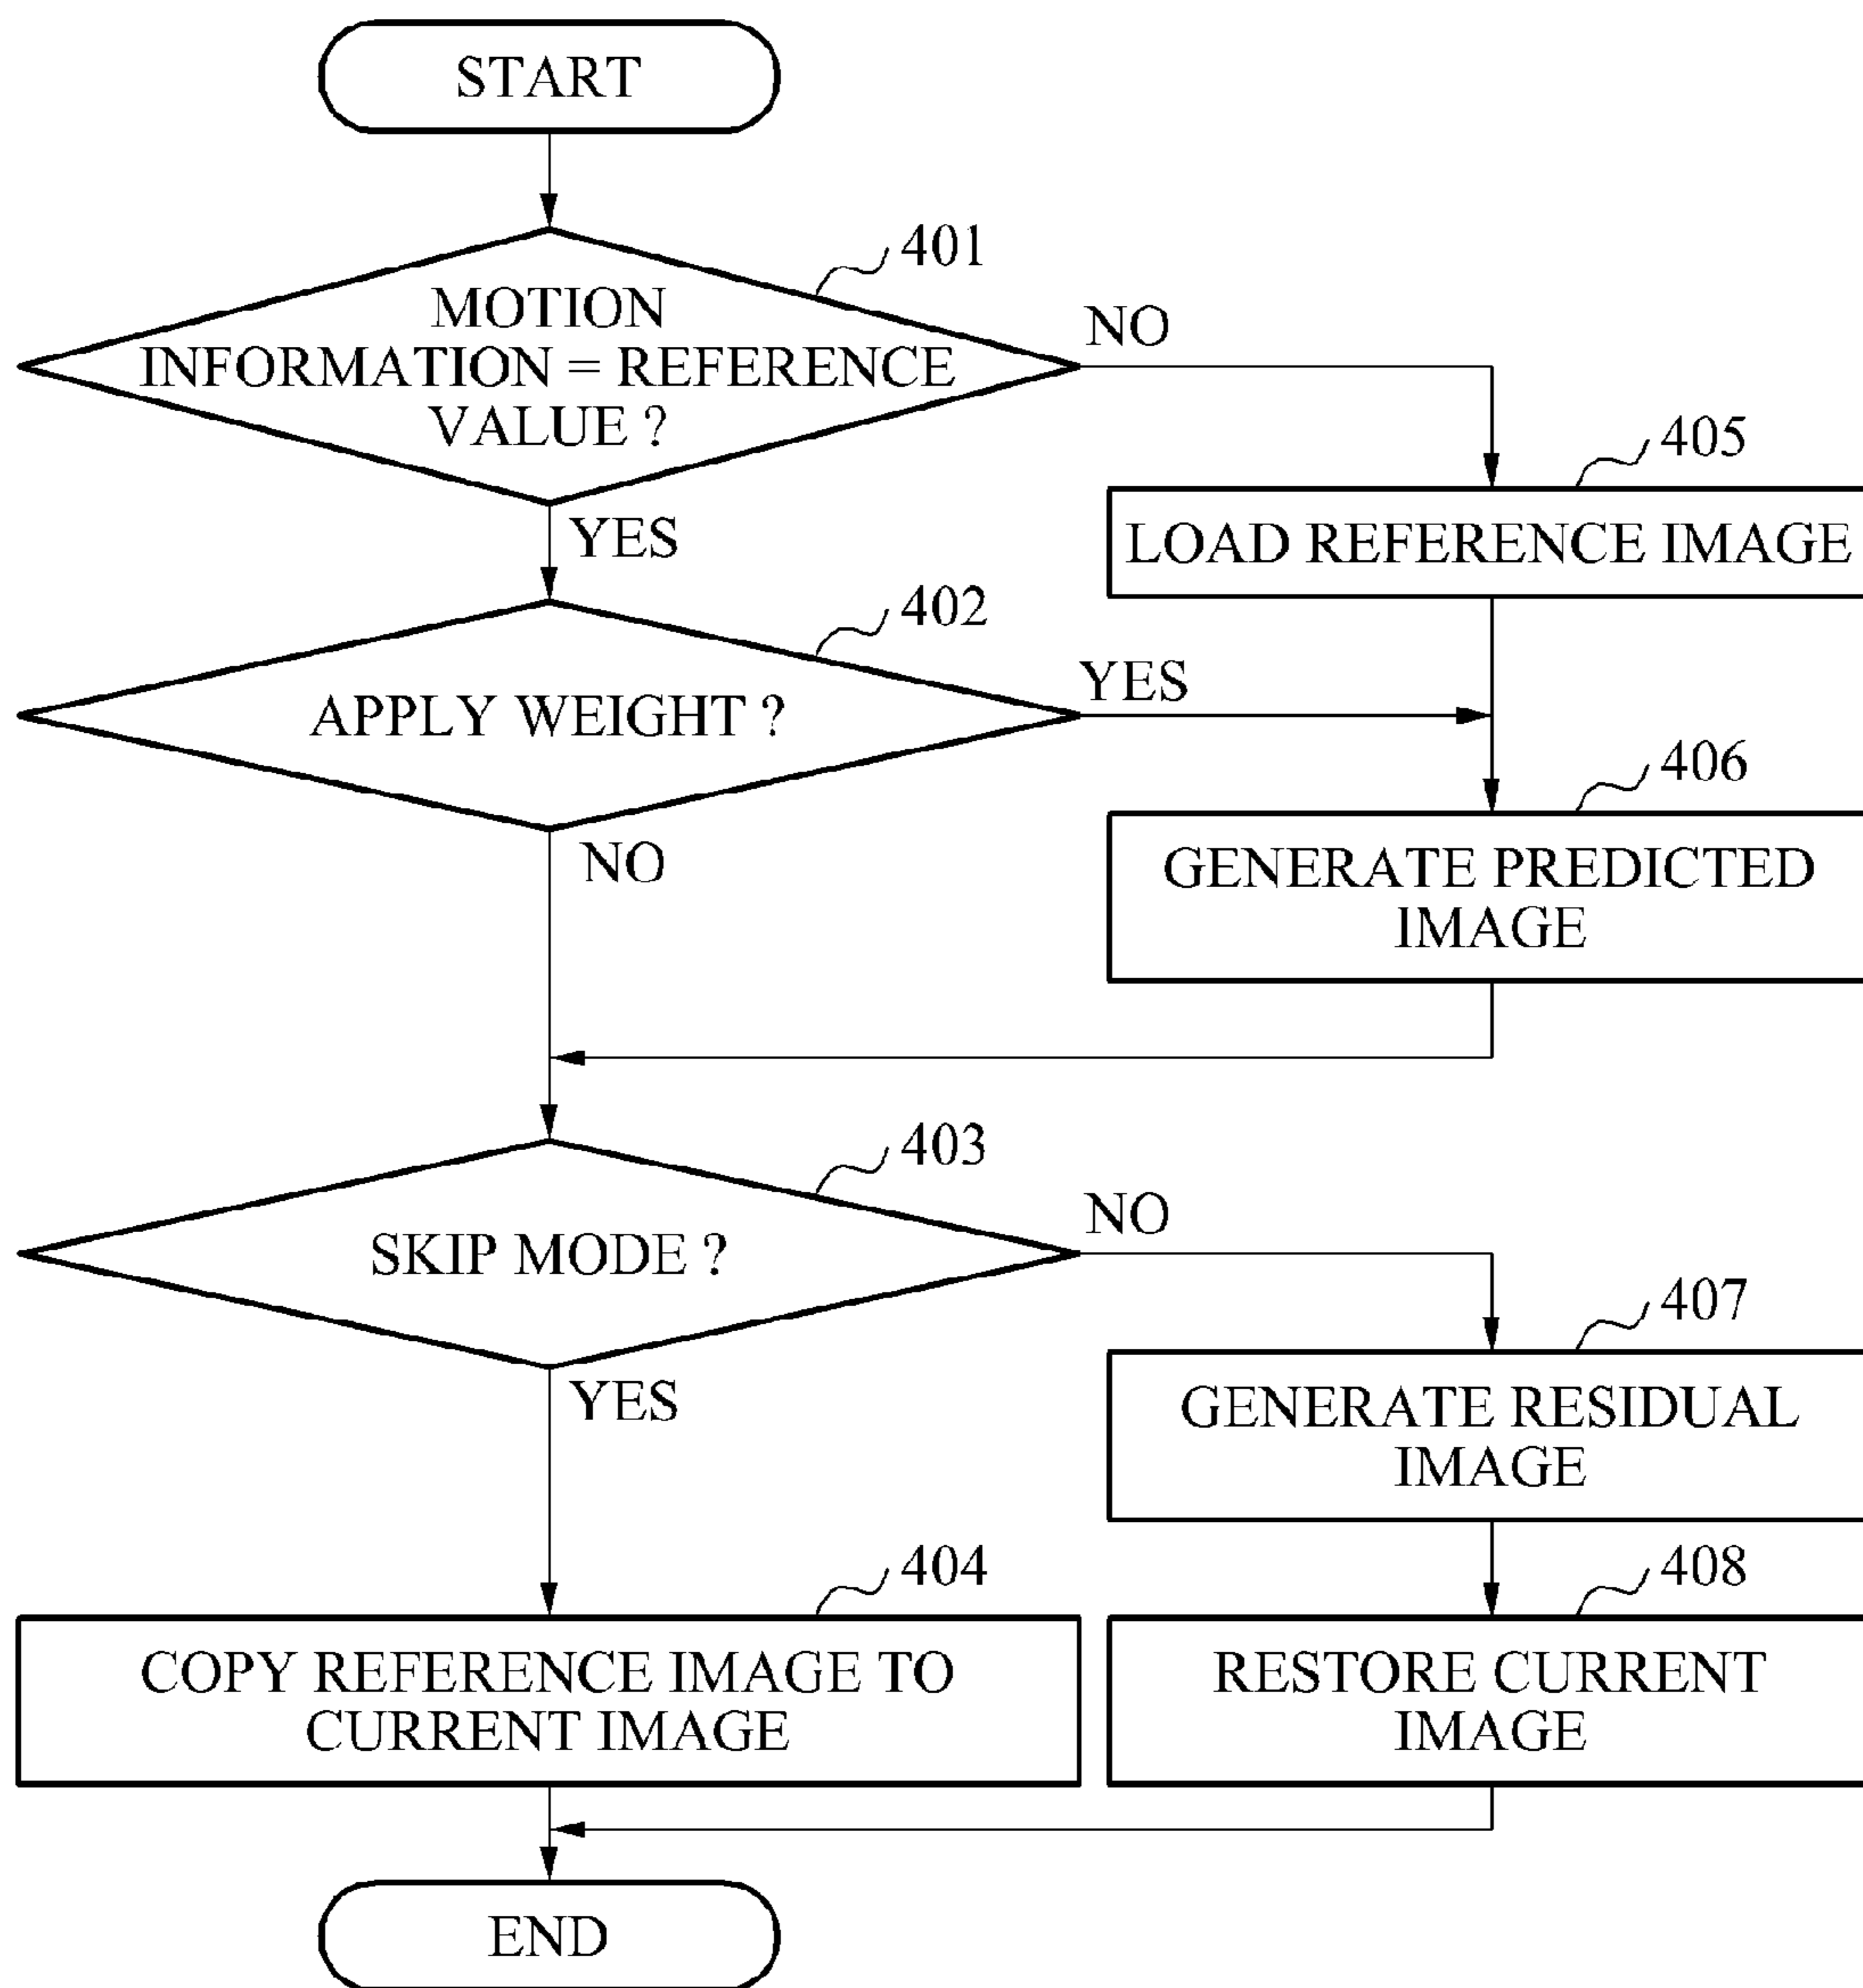 START
401
MOTION
INFORMATION = REFERENCE
VALUE ?
NO
405
YES
LOAD REFERENCE IMAGE
402
YES
APPLY WEIGHT ?
406
NO
GENERATE PREDICTED
IMAGE
403
NO
SKIP MODE ?
407
YES
GENERATE RESIDUAL
IMAGE
404
408
COPY REFERENCE IMAGE TO
CURRENT IMAGE
RESTORE CURRENT
IMAGE
END